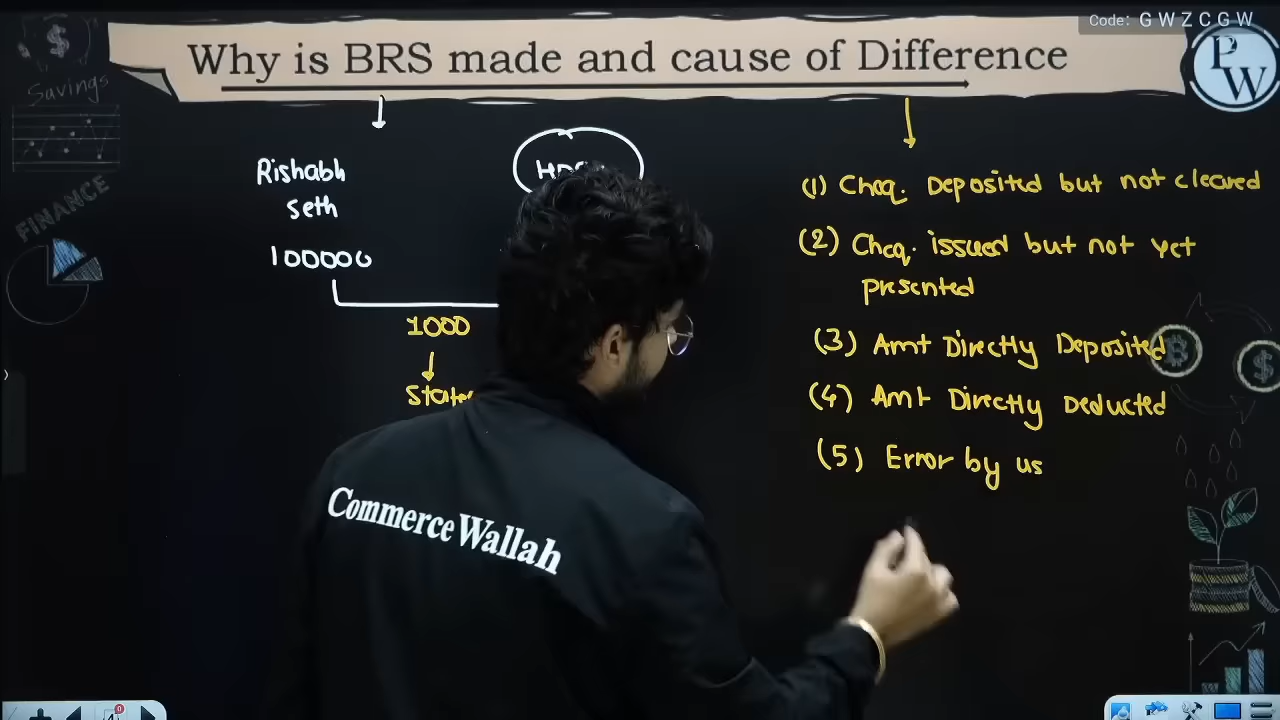 Code: G W Z C G W
Why is BRS made and cause of Difference
P
W
Savings
FINANCE
Rishabh
Seth
100000
1000
(1) Cheq. Deposited but not cleared
(2) Cheq. issued but not yet
presented
(3) Amt Directly Deposited
(4) Amt Directly Deducted
(5) Error by us
Commerce Wallah